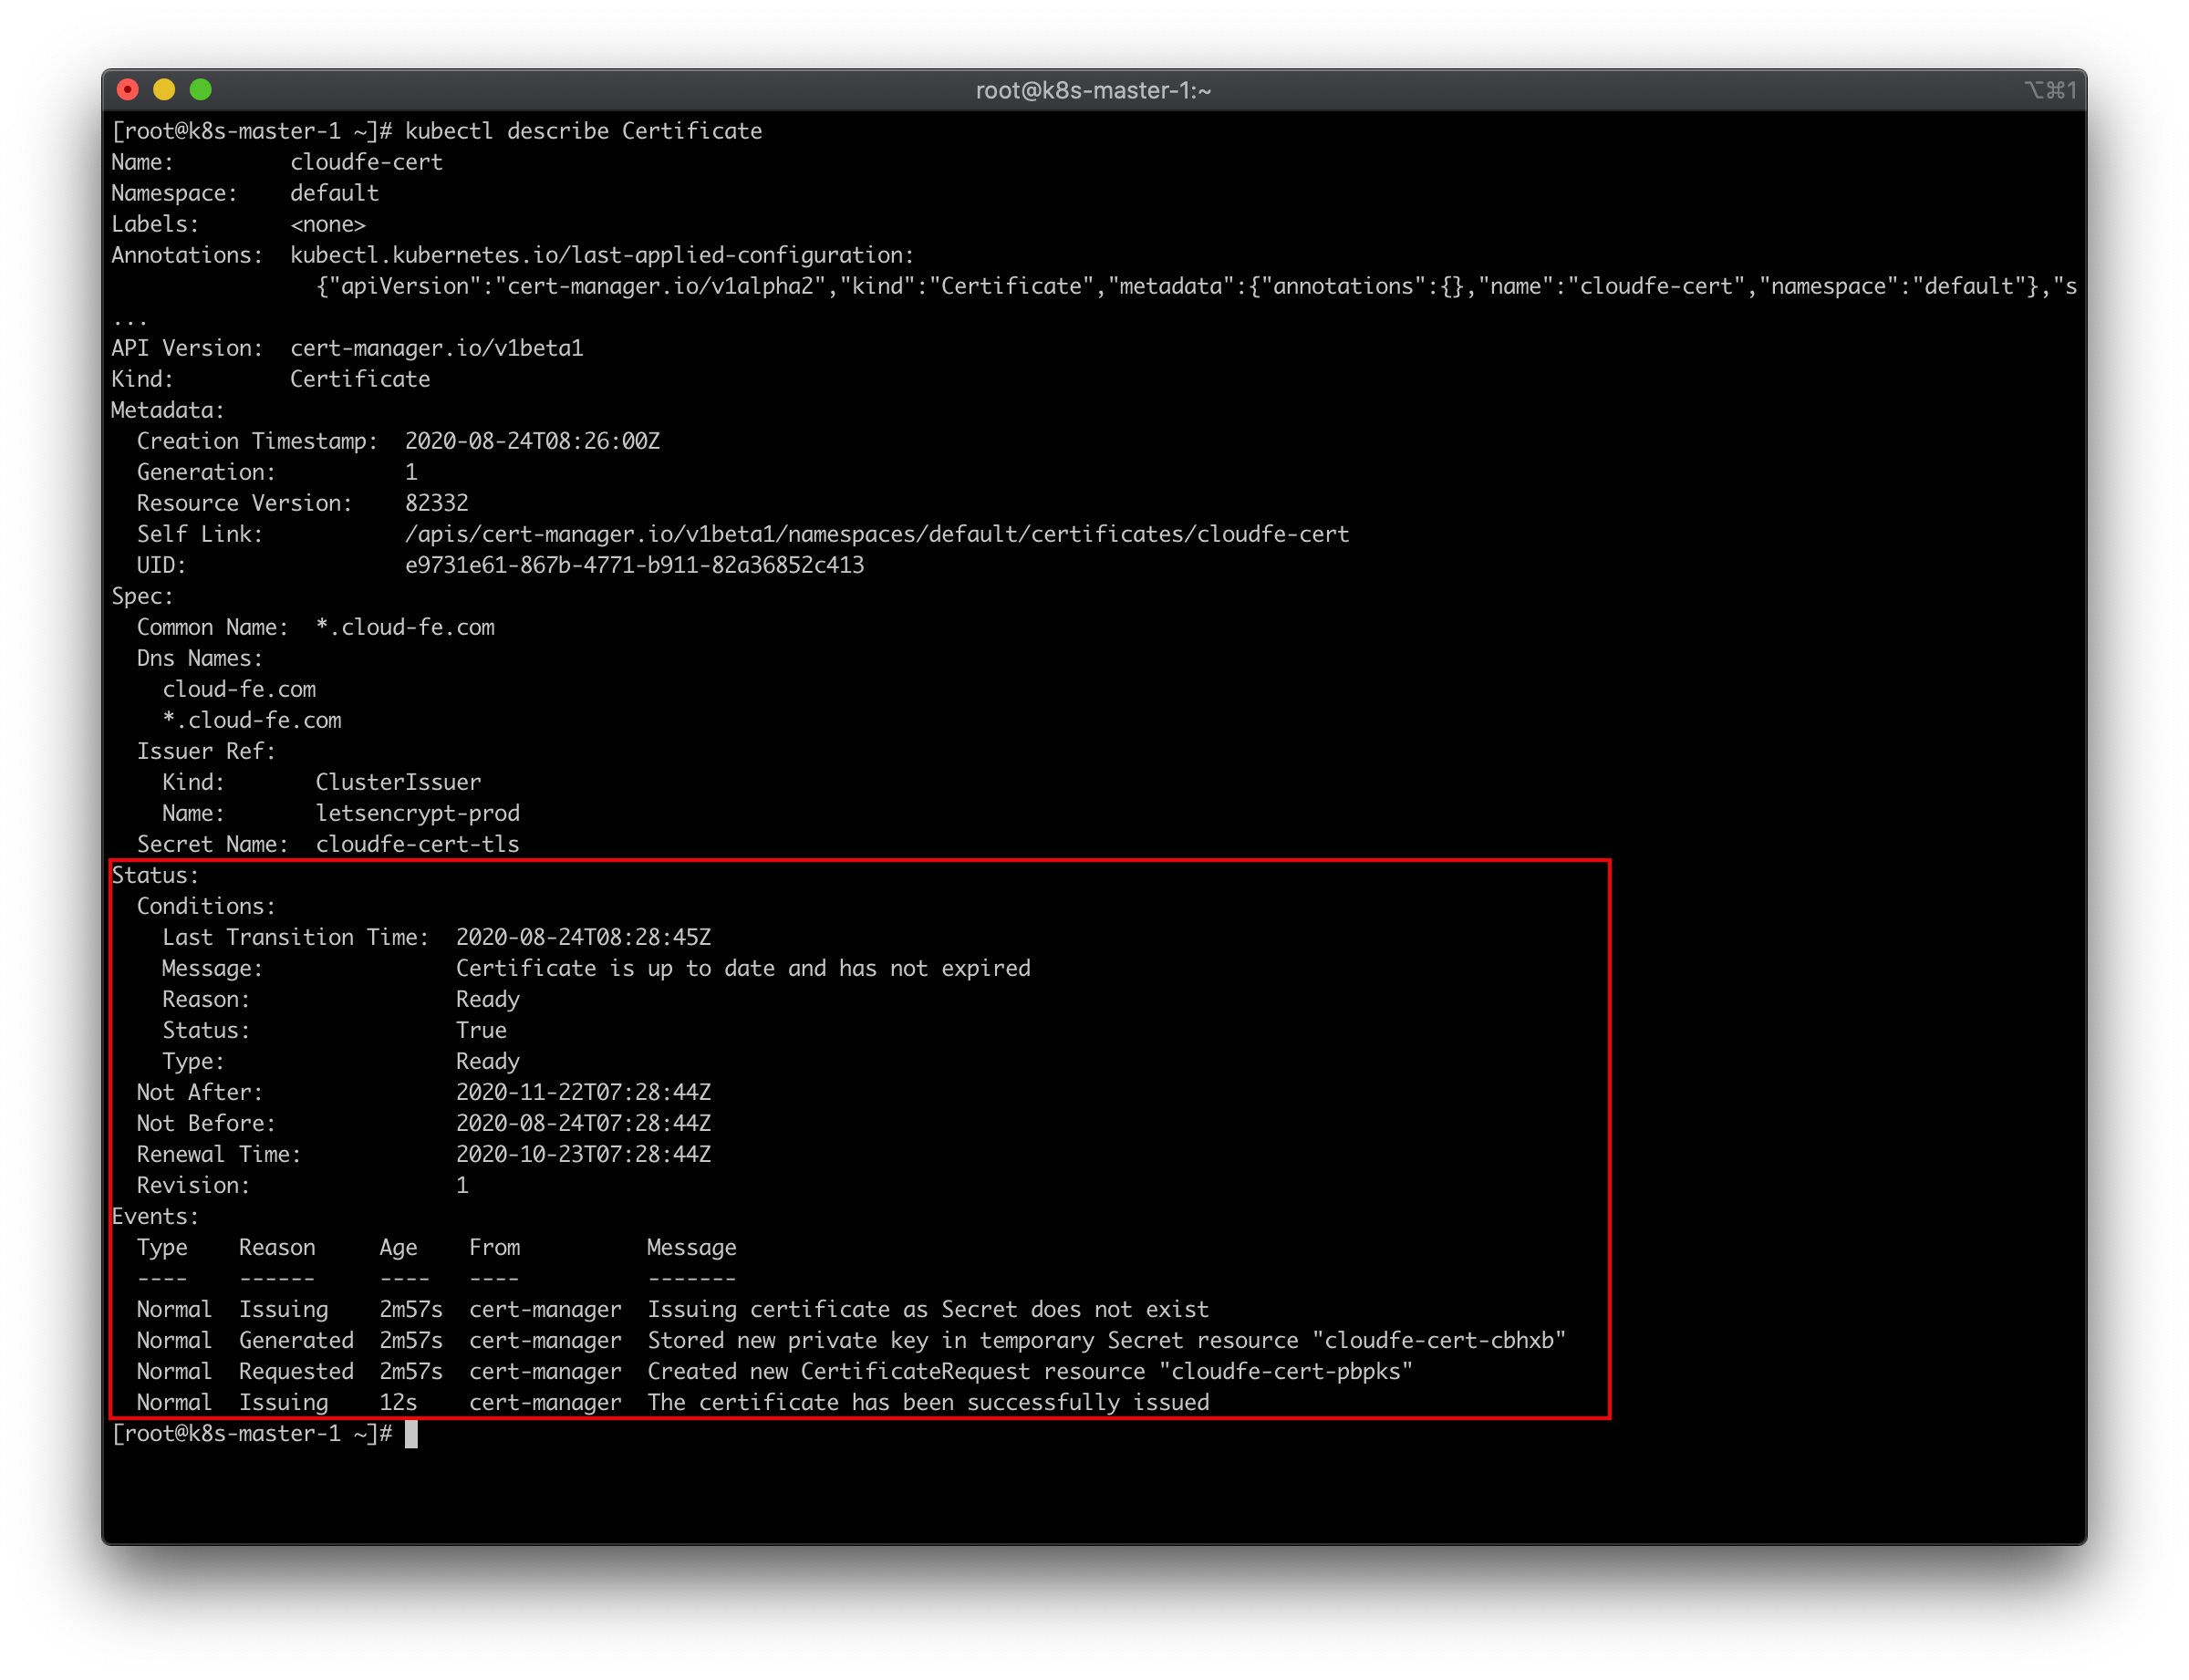 root@k8s-master-1:~
⌥⌘1
[root@k8s-master-1 ~]# kubectl describe Certificate
Name:         cloudfe-cert
Namespace:    default
Labels:       <none>
Annotations:  kubectl.kubernetes.io/last-applied-configuration:
                {"apiVersion":"cert-manager.io/v1alpha2","kind":"Certificate","metadata":{"annotations":{},"name":"cloudfe-cert","namespace":"default"},"s
...
API Version:  cert-manager.io/v1beta1
Kind:         Certificate
Metadata:
  Creation Timestamp:  2020-08-24T08:26:00Z
  Generation:          1
  Resource Version:    82332
  Self Link:           /apis/cert-manager.io/v1beta1/namespaces/default/certificates/cloudfe-cert
  UID:                 e9731e61-867b-4771-b911-82a36852c413
Spec:
  Common Name:  *.cloud-fe.com
  Dns Names:
    cloud-fe.com
    *.cloud-fe.com
  Issuer Ref:
    Kind:       ClusterIssuer
    Name:       letsencrypt-prod
  Secret Name:  cloudfe-cert-tls
Status:
  Conditions:
    Last Transition Time:  2020-08-24T08:28:45Z
    Message:               Certificate is up to date and has not expired
    Reason:                Ready
    Status:                True
    Type:                  Ready
  Not After:               2020-11-22T07:28:44Z
  Not Before:              2020-08-24T07:28:44Z
  Renewal Time:            2020-10-23T07:28:44Z
  Revision:                1
Events:
  Type    Reason     Age    From          Message
  ----    ------     ----   ----          -------
  Normal  Issuing    2m57s  cert-manager  Issuing certificate as Secret does not exist
  Normal  Generated  2m57s  cert-manager  Stored new private key in temporary Secret resource "cloudfe-cert-cbhxb"
  Normal  Requested  2m57s  cert-manager  Created new CertificateRequest resource "cloudfe-cert-pbpks"
  Normal  Issuing    12s    cert-manager  The certificate has been successfully issued
[root@k8s-master-1 ~]#